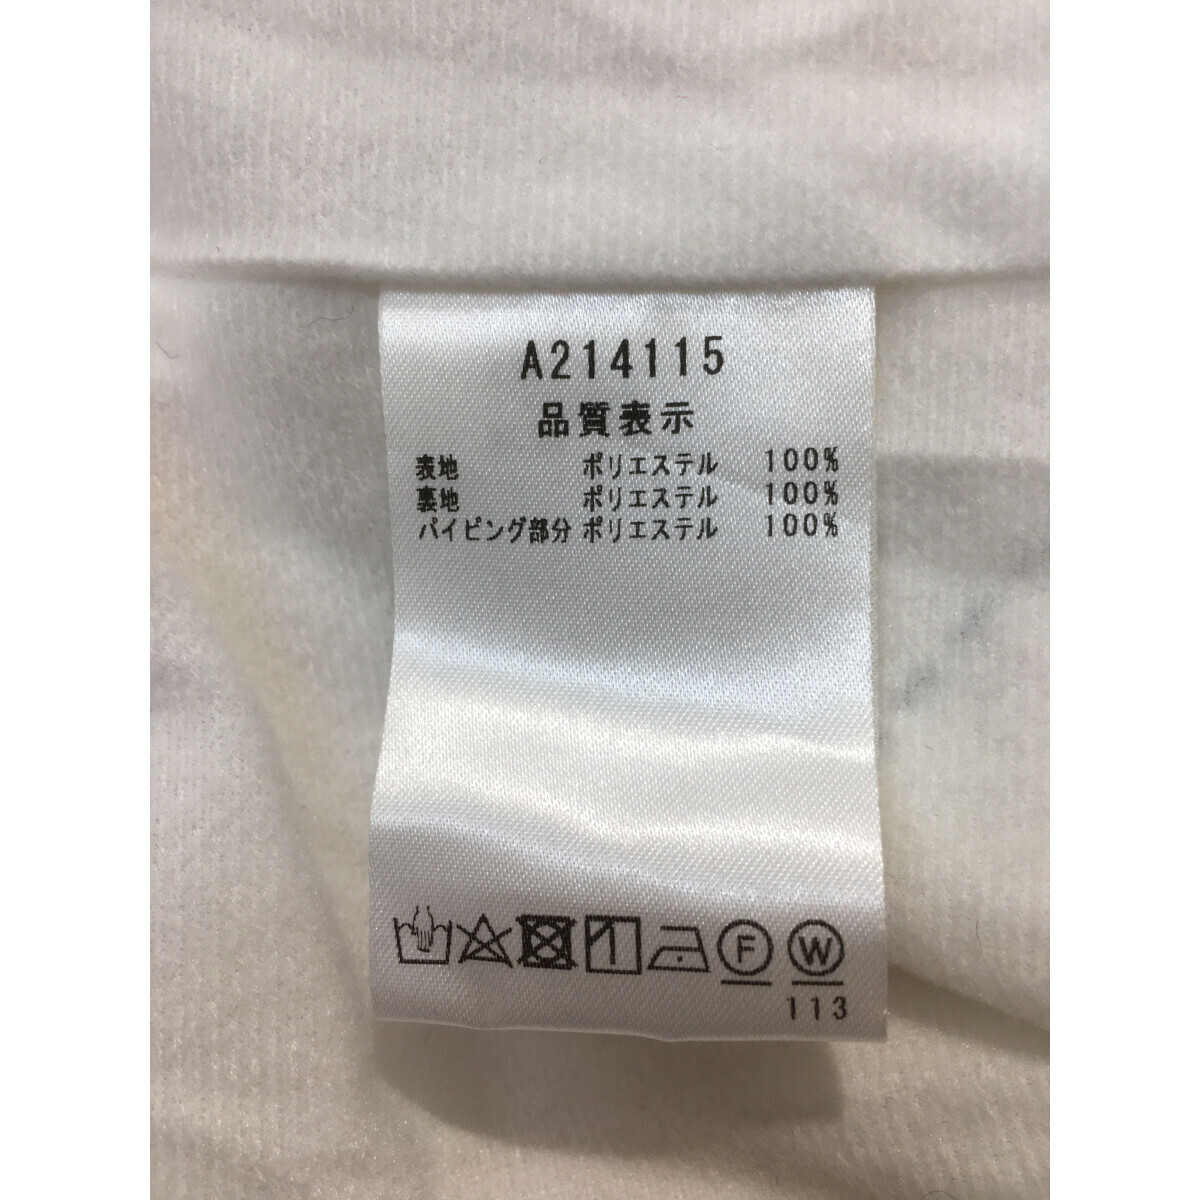 A214115
品質表示
表地 ポリエステル 100%
裏地 ポリエステル 100%
パイピング部分 ポリエステル 100%
F W
113